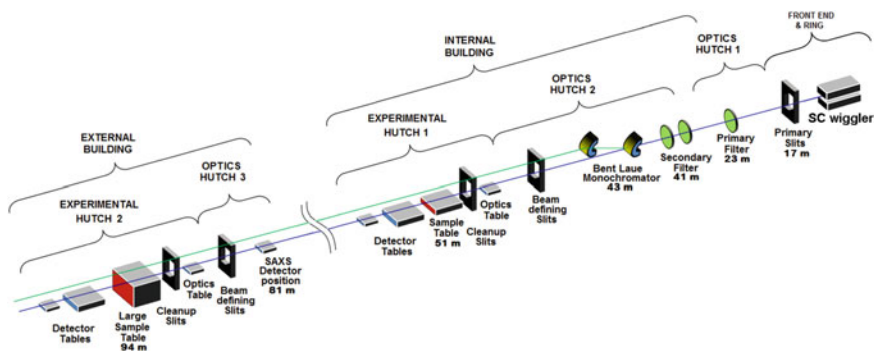 FRONT END
& RING
INTERNAL
BUILDING
OPTICS
HUTCH 1
OPTICS
HUTCH 2
SC wiggler
EXPERIMENTAL
HUTCH 1
Primary
Slits
17 m
EXTERNAL
BUILDING
Primary
Filter
23 m
OPTICS
HUTCH 3
Secondary
Filter
41 m
Bent Laue
Monochromator
43 m
EXPERIMENTAL
HUTCH 2
Optics
Table
Beam
defining
Slits
Sample
Table
51 m
Cleanup
Slits
Detector
Tables
SAXS
Detector
position
81 m
Optics
Table
Beam
defining
Slits
Cleanup
Slits
Large
Sample
Table
94 m
Detector
Tables